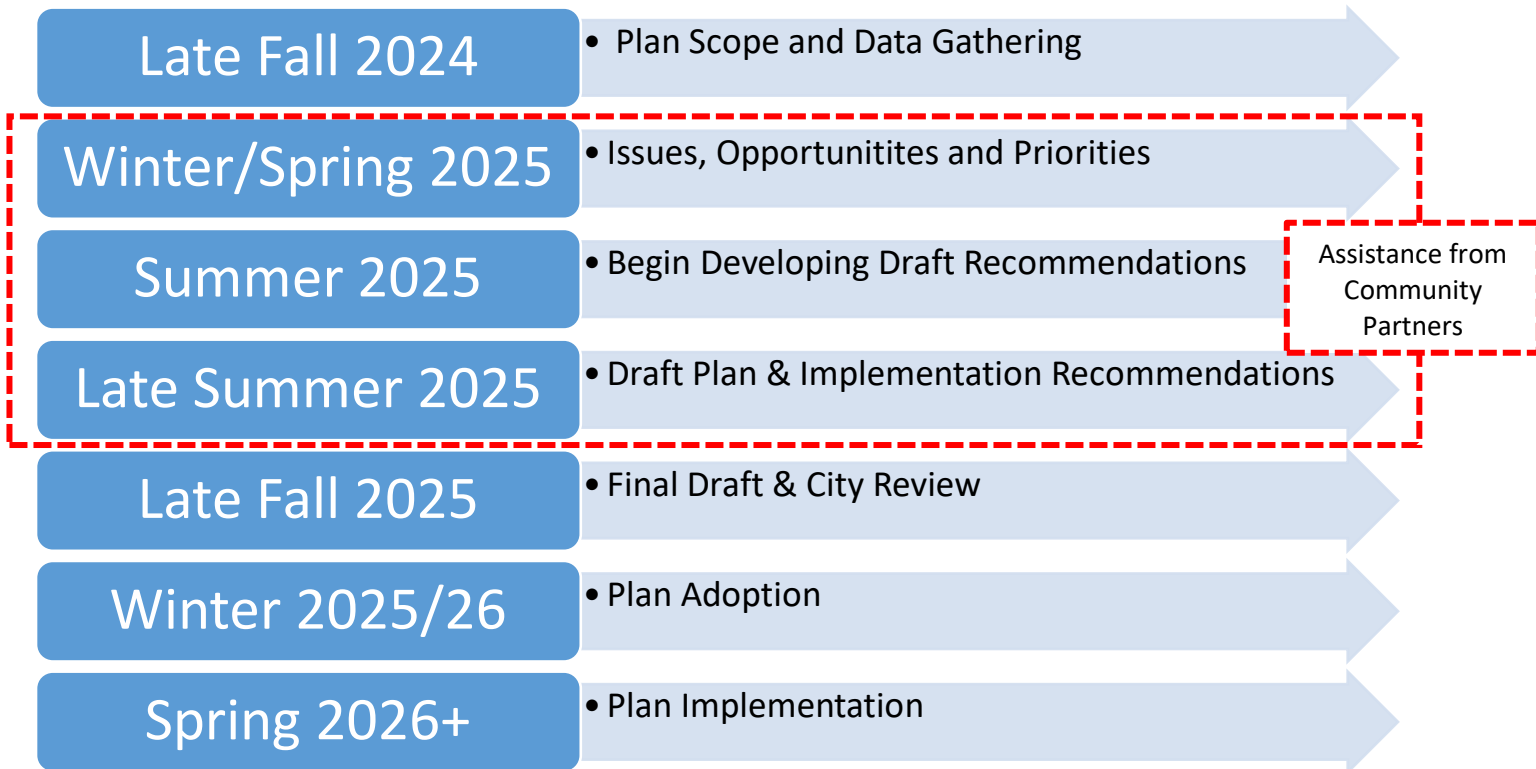 Late Fall 2024
• Plan Scope and Data Gathering
Winter/Spring 2025
• Issues, Opportunitites and Priorities
Summer 2025
• Begin Developing Draft Recommendations
Assistance from
Community
Partners
Late Summer 2025
• Draft Plan & Implementation Recommendations
Late Fall 2025
• Final Draft & City Review
Winter 2025/26
• Plan Adoption
Spring 2026+
• Plan Implementation